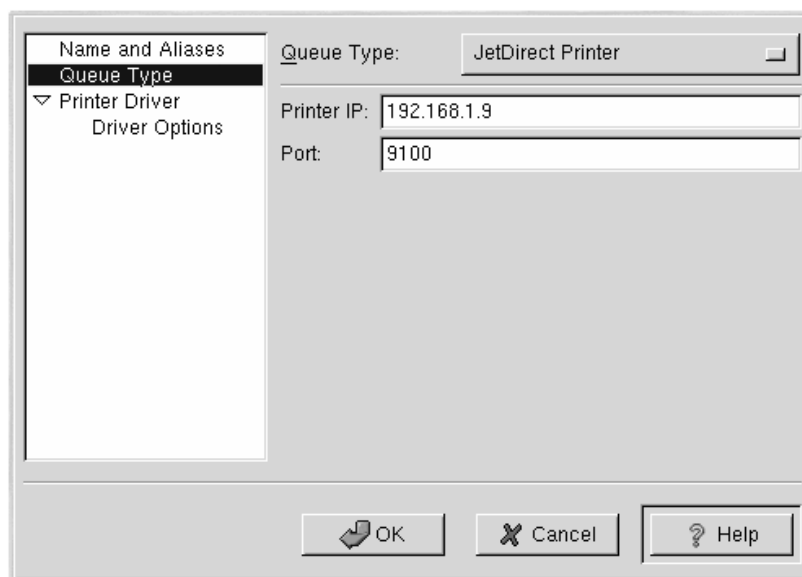 Name and Aliases
Queue Type
Printer Driver
Driver Options
Queue Type:
JetDirect Printer
Printer IP:
192.168.1.9
Port:
9100
OK
Cancel
Help